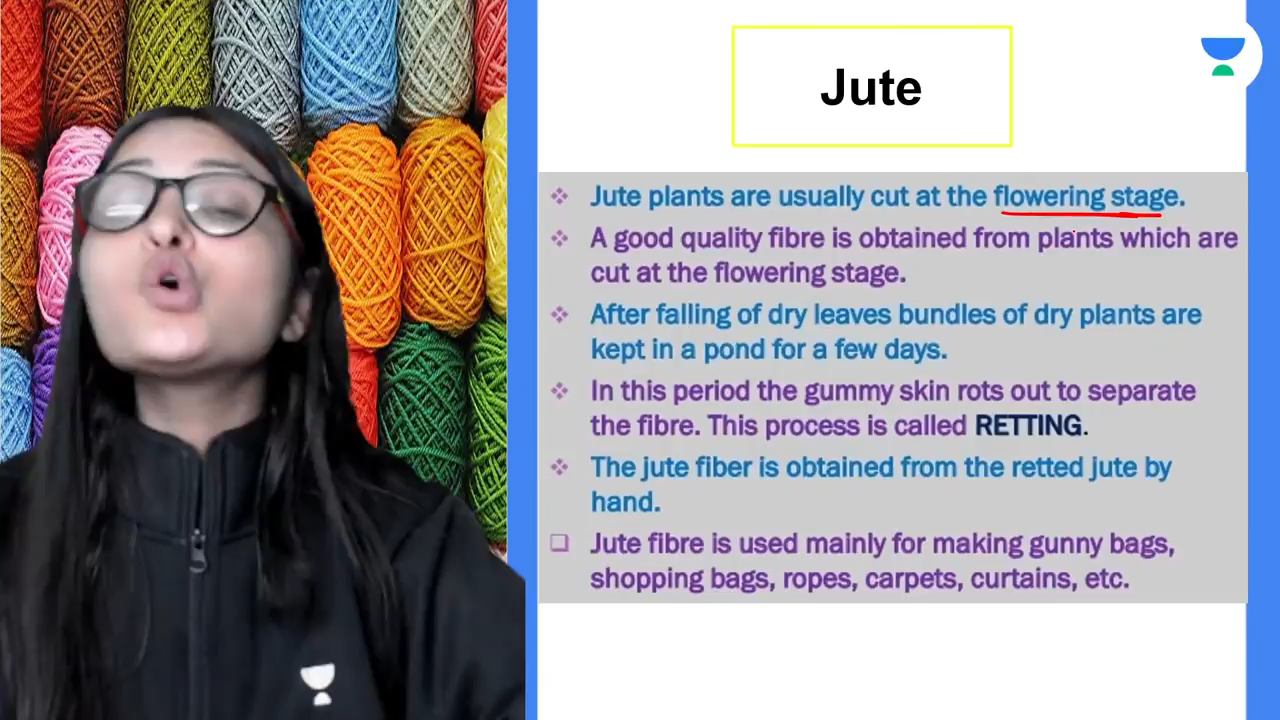 Jute
Jute plants are usually cut at the flowering stage.
A good quality fibre is obtained from plants which are
cut at the flowering stage.
After falling of dry leaves bundles of dry plants are
kept in a pond for a few days.
In this period the gummy skin rots out to separate
the fibre. This process is called RETTING.
The jute fiber is obtained from the retted jute by
hand.
Jute fibre is used mainly for making gunny bags,
shopping bags, ropes, carpets, curtains, etc.